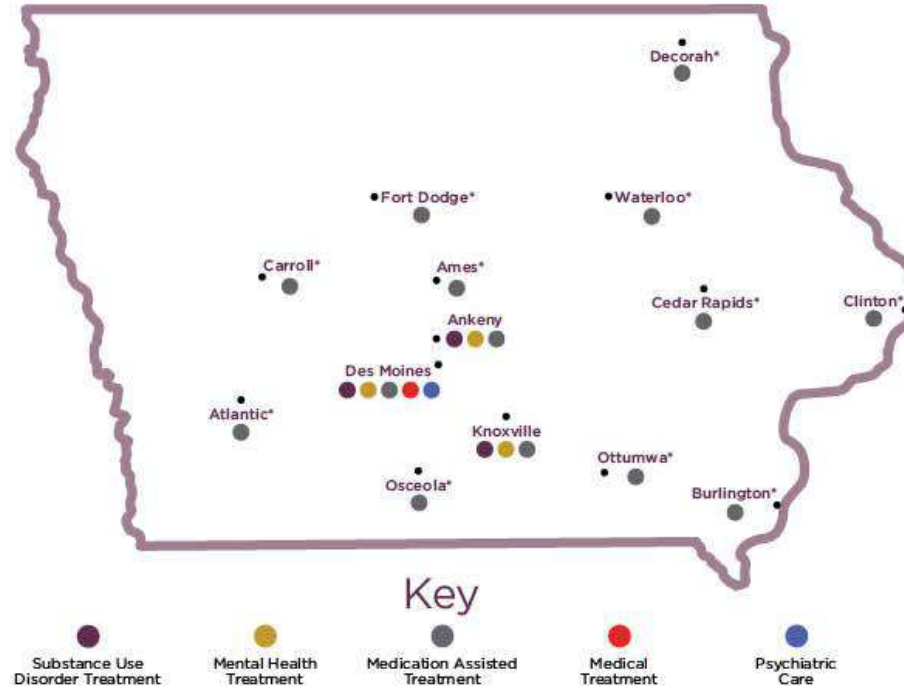 Decorah*
Fort Dodge*
Waterloo*
Carroll*
Ames*
Cedar Rapids*
Clinton*
Ankeny
Des Moines
Atlantic*
Knoxville
Ottumwa*
Osceola*
Burlington*
Key
Substance Use
Disorder Treatment
Mental Health
Treatment
Medication Assisted
Treatment
Medical
Treatment
Psychiatric
Care